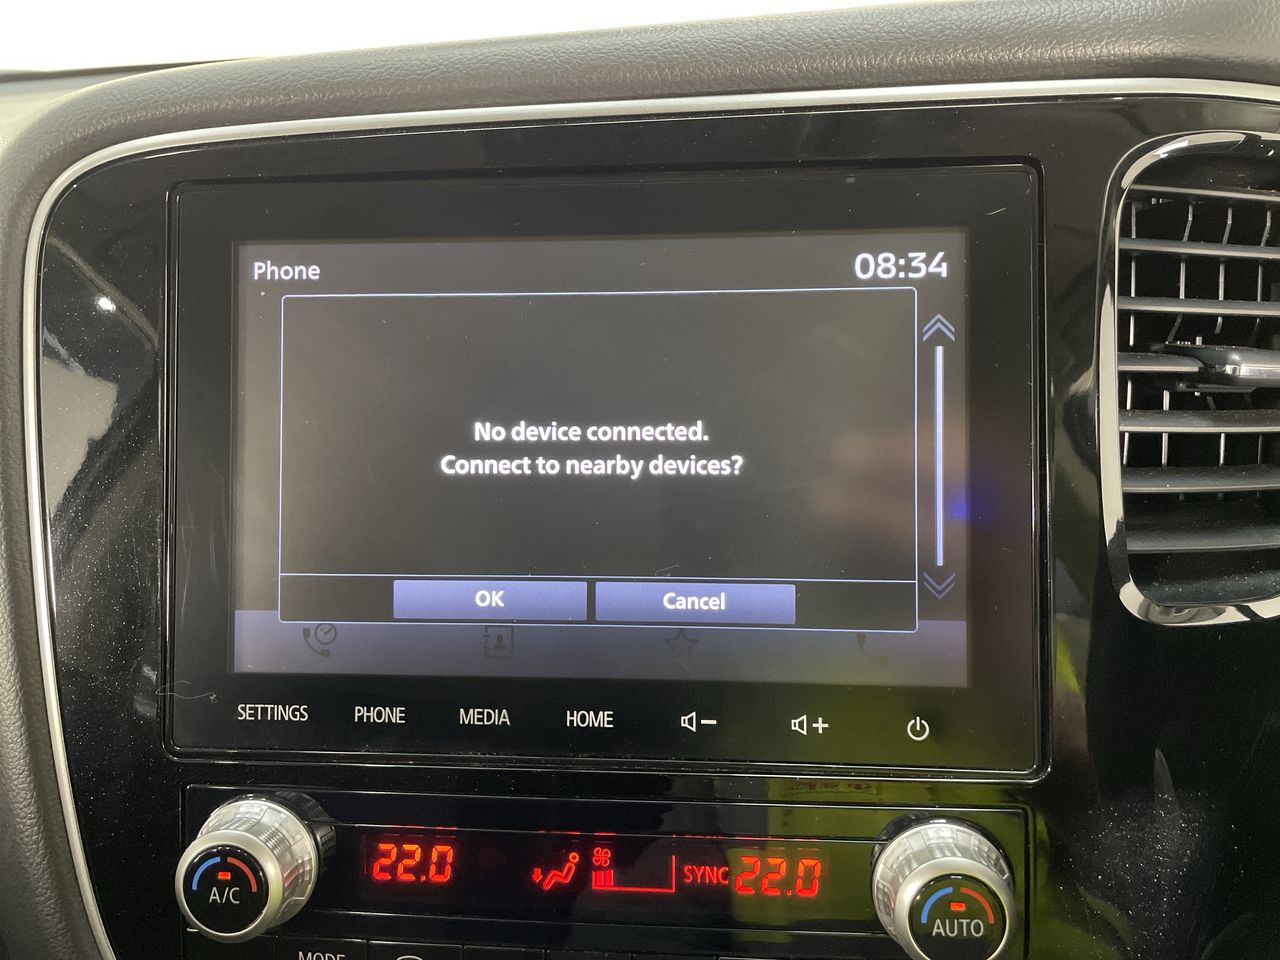 Phone
08:34
No device connected.
Connect to nearby devices?
OK
Cancel
SETTINGS
PHONE
MEDIA
HOME
22.0
SYNC
22.0
A/C
AUTO
MODE